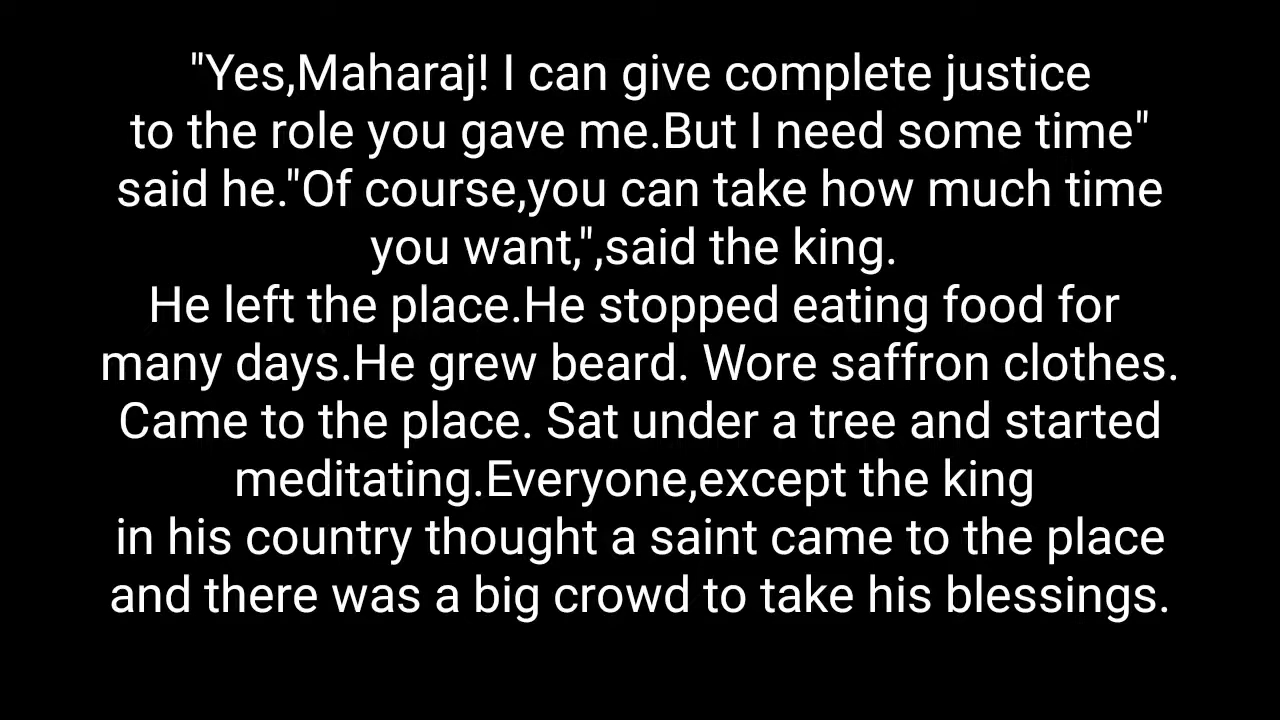 "Yes,Maharaj! I can give complete justice
to the role you gave me.But I need some time"
said he."Of course,you can take how much time
you want,",said the king.
He left the place.He stopped eating food for
many days.He grew beard. Wore saffron clothes.
Came to the place. Sat under a tree and started
meditating.Everyone,except the king
in his country thought a saint came to the place
and there was a big crowd to take his blessings.